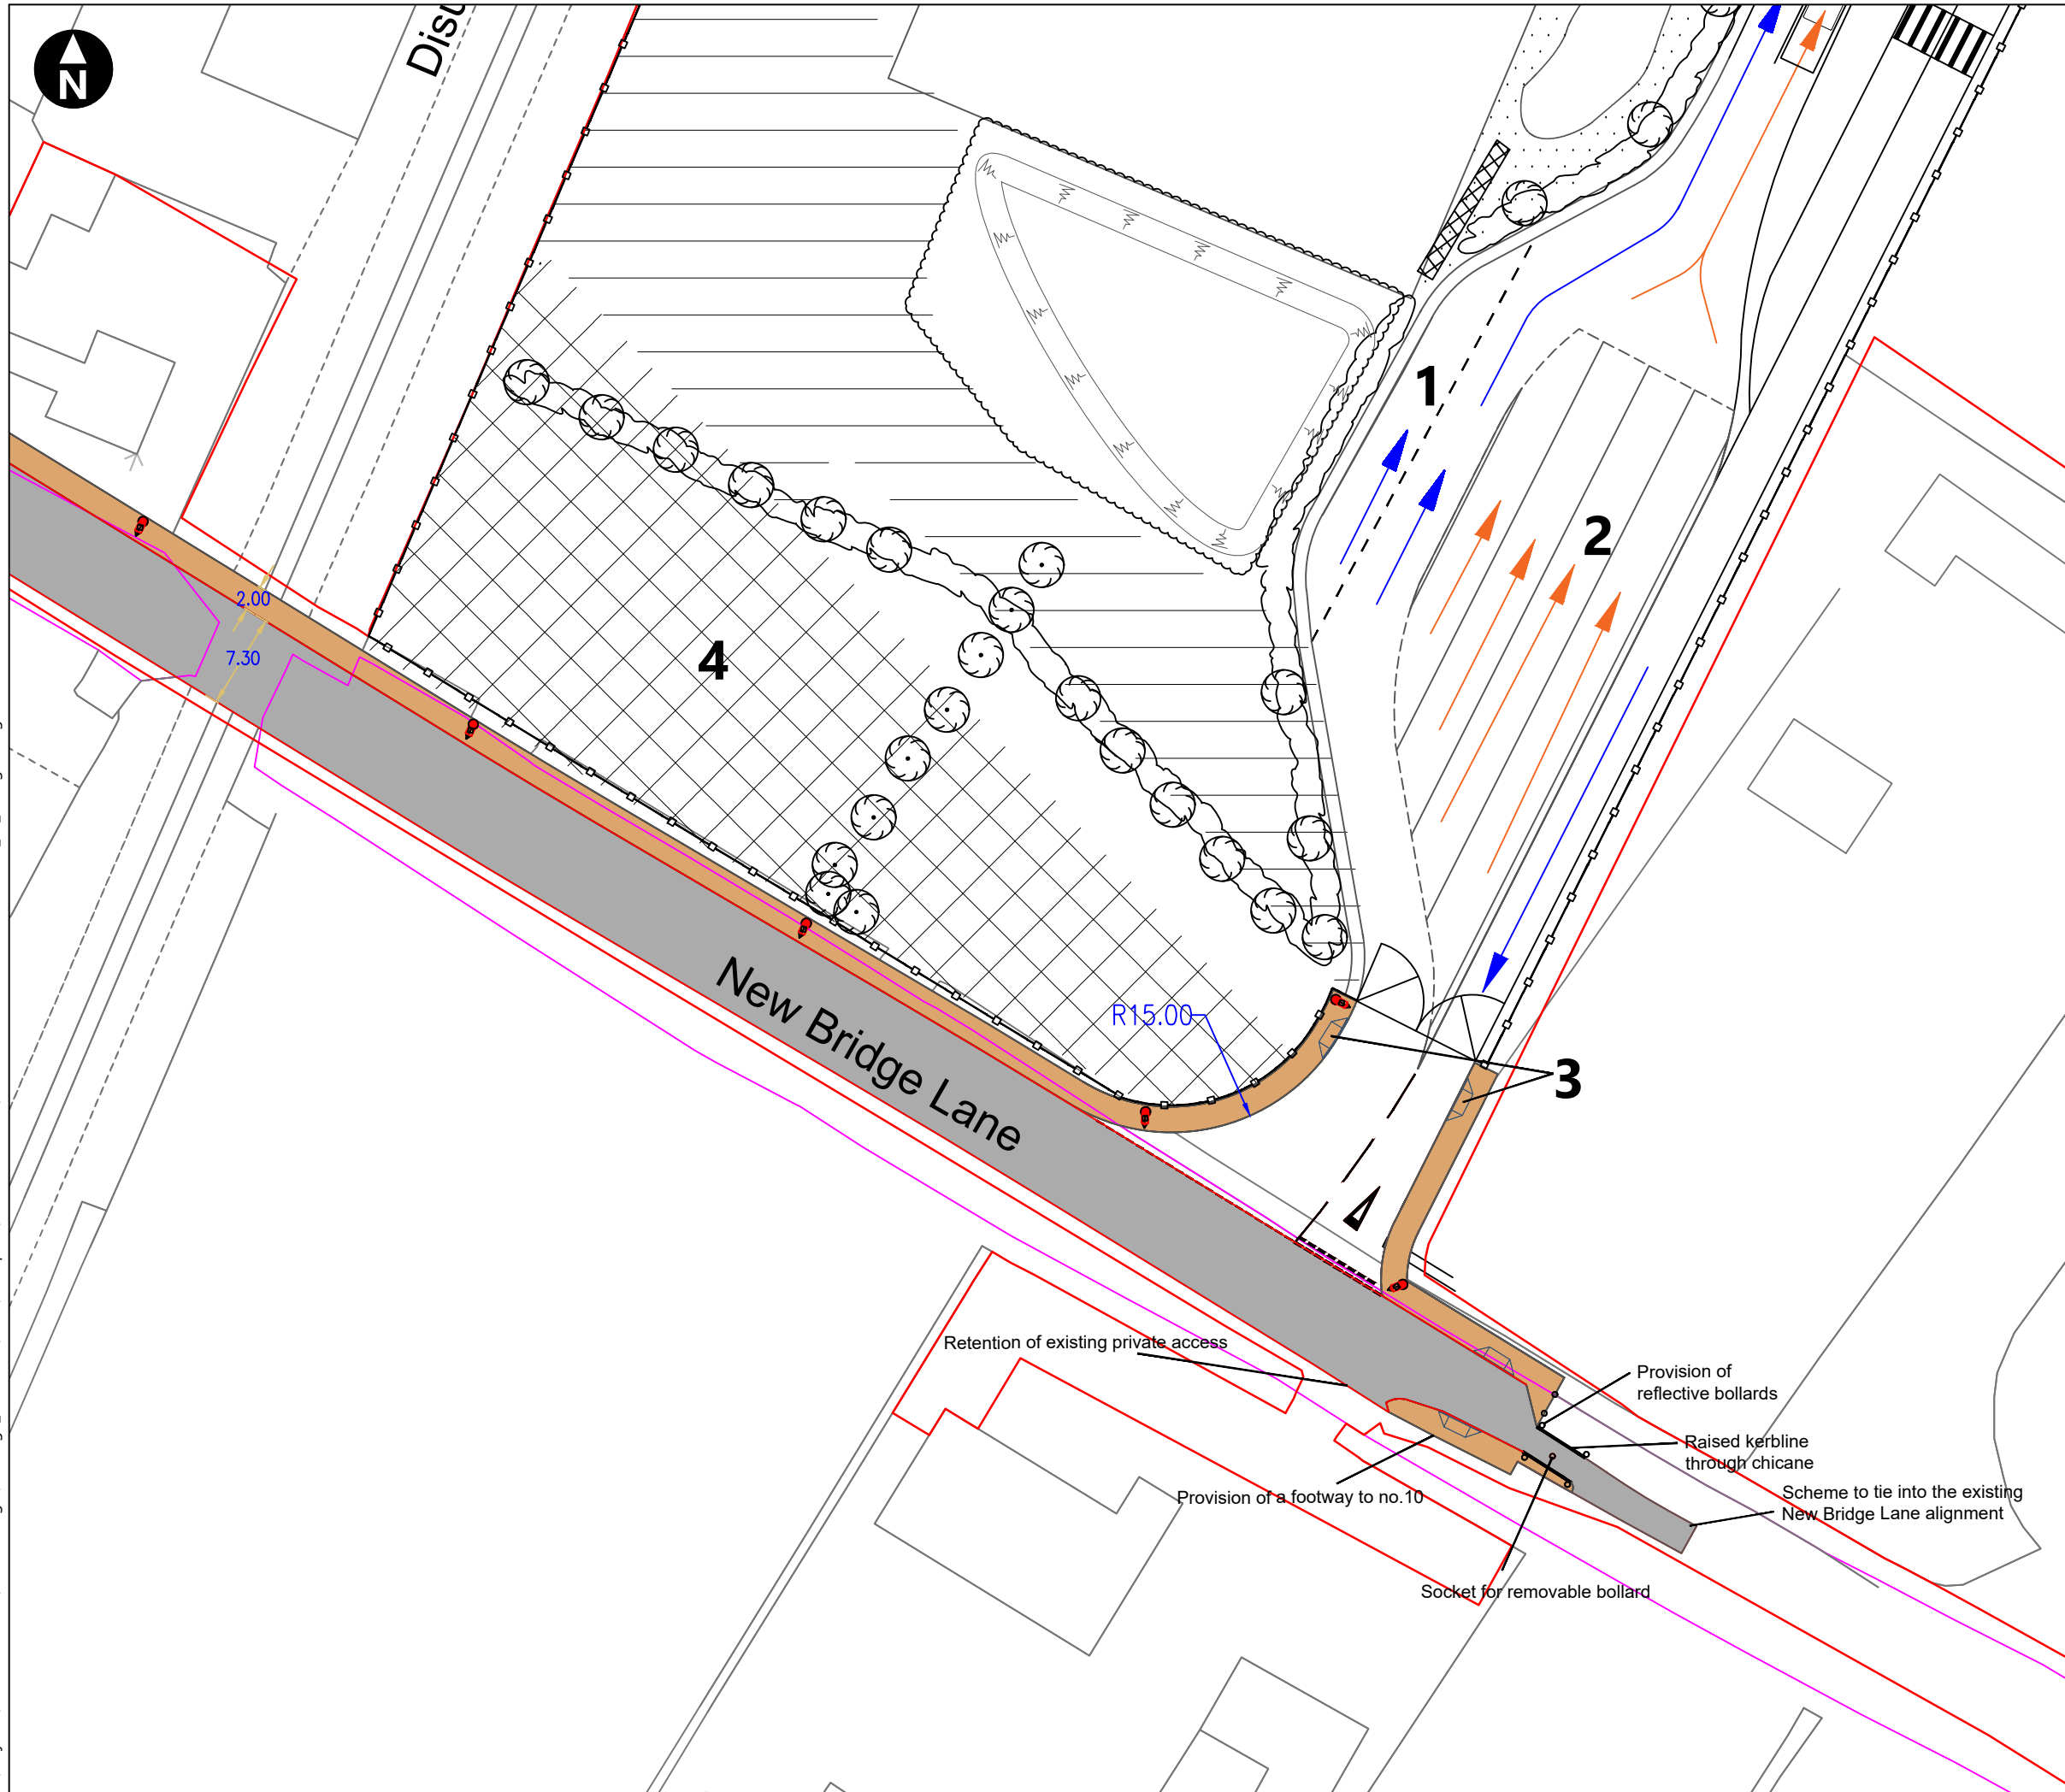 N
Disu
1
2
2.00
7.30
4
R15.00
New Bridge Lane
3
Retention of existing private access
Provision of
reflective bollards
Raised kerbline
through chicane
Provision of a footway to no.10
Scheme to tie into the existing
New Bridge Lane alignment
Socket for removable bollard